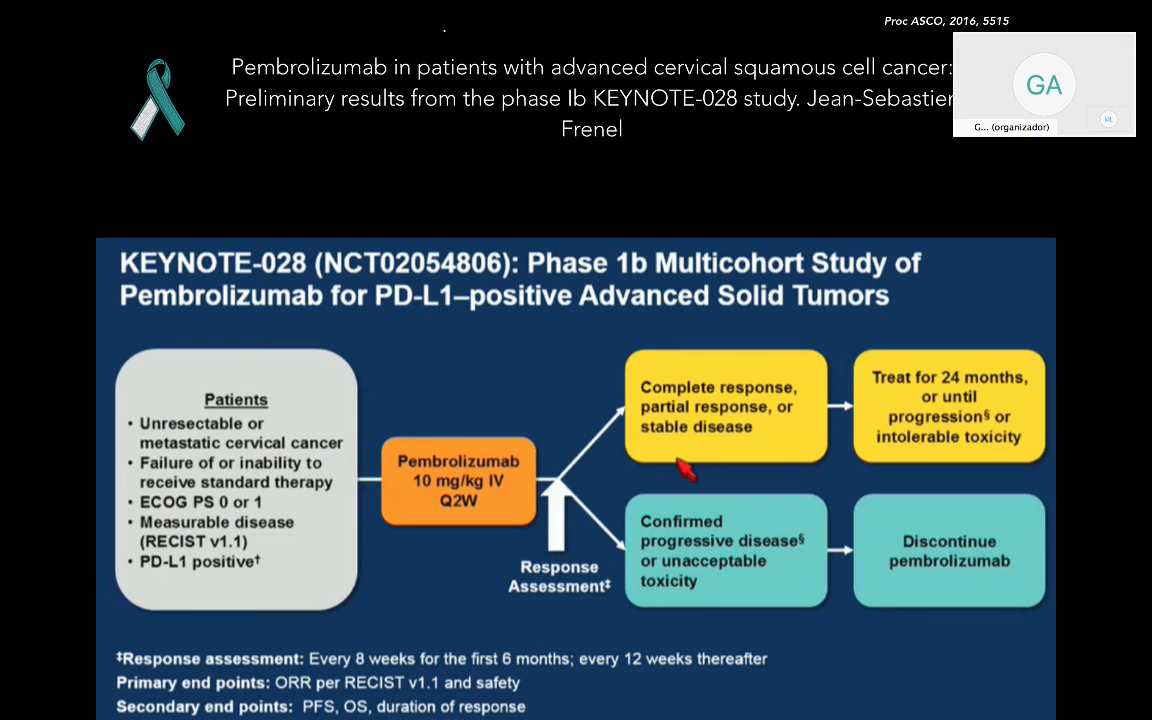 Proc ASCO, 2016, 5515
Pembrolizumab in patients with advanced cervical squamous cell cancer:
Preliminary results from the phase Ib KEYNOTE-028 study. Jean-Sebastien
Frenel
GA
G... (organizador)
ML
KEYNOTE-028 (NCT02054806): Phase 1b Multicohort Study of
Pembrolizumab for PD-L1–positive Advanced Solid Tumors
Patients
• Unresectable or
metastatic cervical cancer
• Failure of or inability to
receive standard therapy
• ECOG PS 0 or 1
• Measurable disease
(RECIST v1.1)
• PD-L1 positive†
Pembrolizumab
10 mg/kg IV
Q2W
Response
Assessment‡
Complete response,
partial response, or
stable disease
Treat for 24 months,
or until
progression§ or
intolerable toxicity
Confirmed
progressive disease§
or unacceptable
toxicity
Discontinue
pembrolizumab
‡Response assessment: Every 8 weeks for the first 6 months; every 12 weeks thereafter
Primary end points: ORR per RECIST v1.1 and safety
Secondary end points: PFS, OS, duration of response